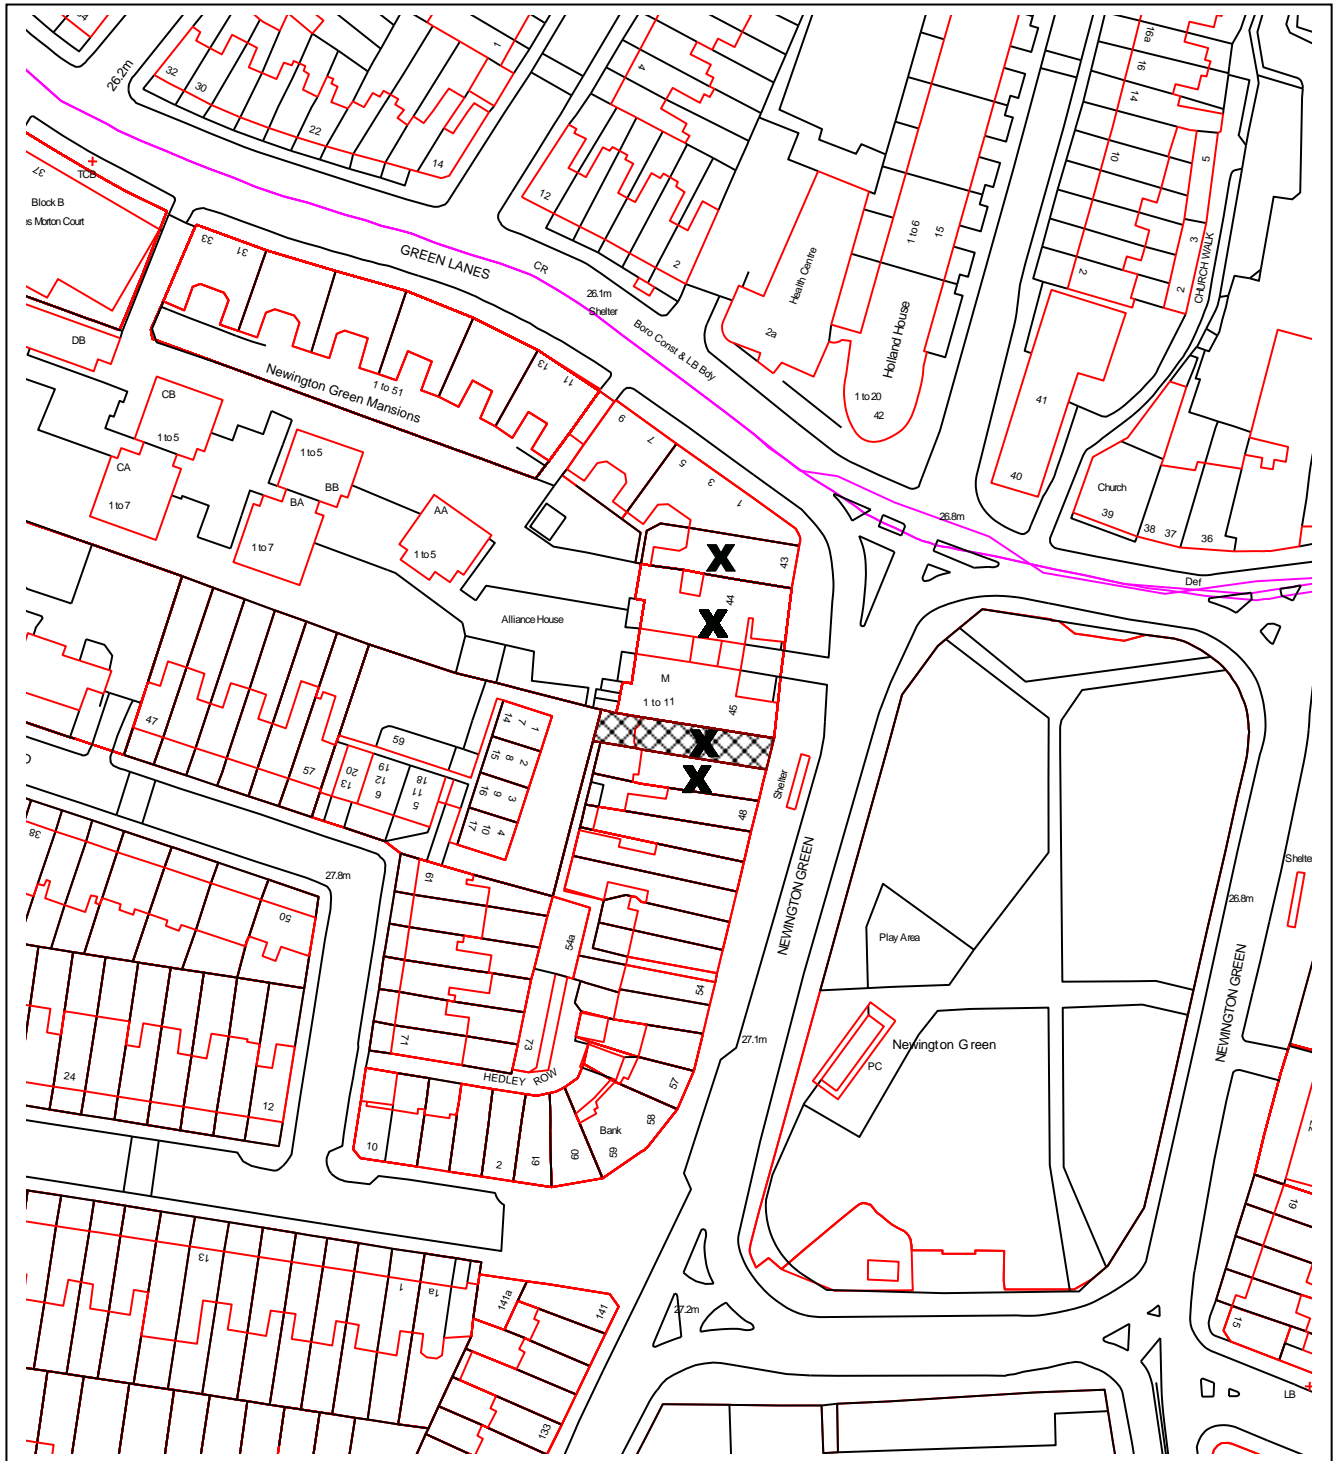 26.2m
32
30
22
14
1
4
12
2
16a
16
14
10
2
5
3
2
CHURCH WALK
1 to 6
15
Health Centre
2a
Holland House
1 to 20
42
41
40
Church
39
38
37
36
37
TCB
Block B
s Morton Court
DB
33
31
GREEN LANES
CR
26.1m
Shelter
Boro Const & LB Bdy
1 to 51
Newington Green Mansions
13
11
9
7
5
3
1
CB
1 to 5
CA
1 to 7
1 to 5
BB
BA
1 to 7
AA
1 to 5
26.8m
Def
X
43
44
X
Alliance House
M
1 to 11
45
X
X
48
Shelter
NEWINGTON GREEN
47
57
59
20
13
19
12
6
18
11
5
14
7
1
15
8
2
16
9
3
17
10
4
38
50
27.8m
61
54a
54
71
73
HEDLEY ROW
57
58
59
60
61
2
10
Bank
27.1m
Play Area
Newington Green
PC
26.8m
Shelte
NEWINGTON GREEN
24
12
13
1
1a
141a
141
133
27.2m
19
15
LB